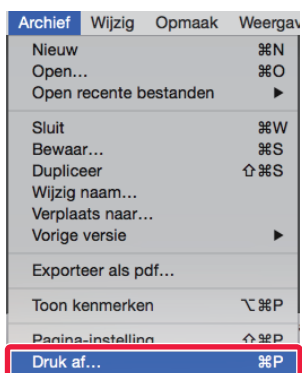 Archief Wijzig Opmaak Weergav
Nieuw ⌘N
Open... ⌘O
Open recente bestanden ▶
Sluit ⌘W
Bewaar... ⌘S
Dupliceer ⇧⌘S
Wijzig naam...
Verplaats naar...
Vorige versie ▶
Exporteer als pdf...
Toon kenmerken ⌥⌘P
Pagina-instelling ⇧⌘P
Druk af... ⌘P